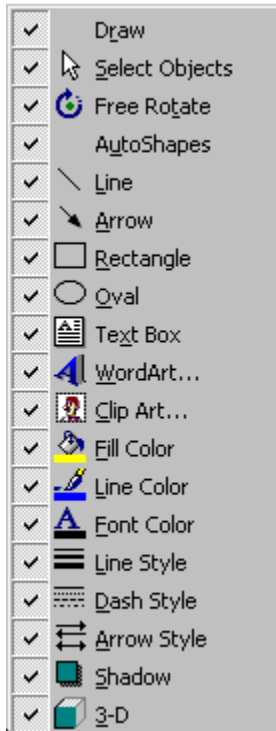 Draw
Select Objects
Free Rotate
AutoShapes
Line
Arrow
Rectangle
Oval
Text Box
WordArt...
Clip Art...
Fill Color
Line Color
Font Color
Line Style
Dash Style
Arrow Style
Shadow
3-D